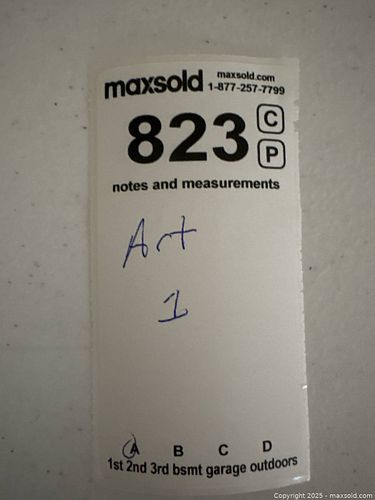 maxsold maxsold.com
1-877-257-7799
823 C
P
notes and measurements
Art
1
A B C D
1st 2nd 3rd bsmt garage outdoors
Copyright 2025 - maxsold.com